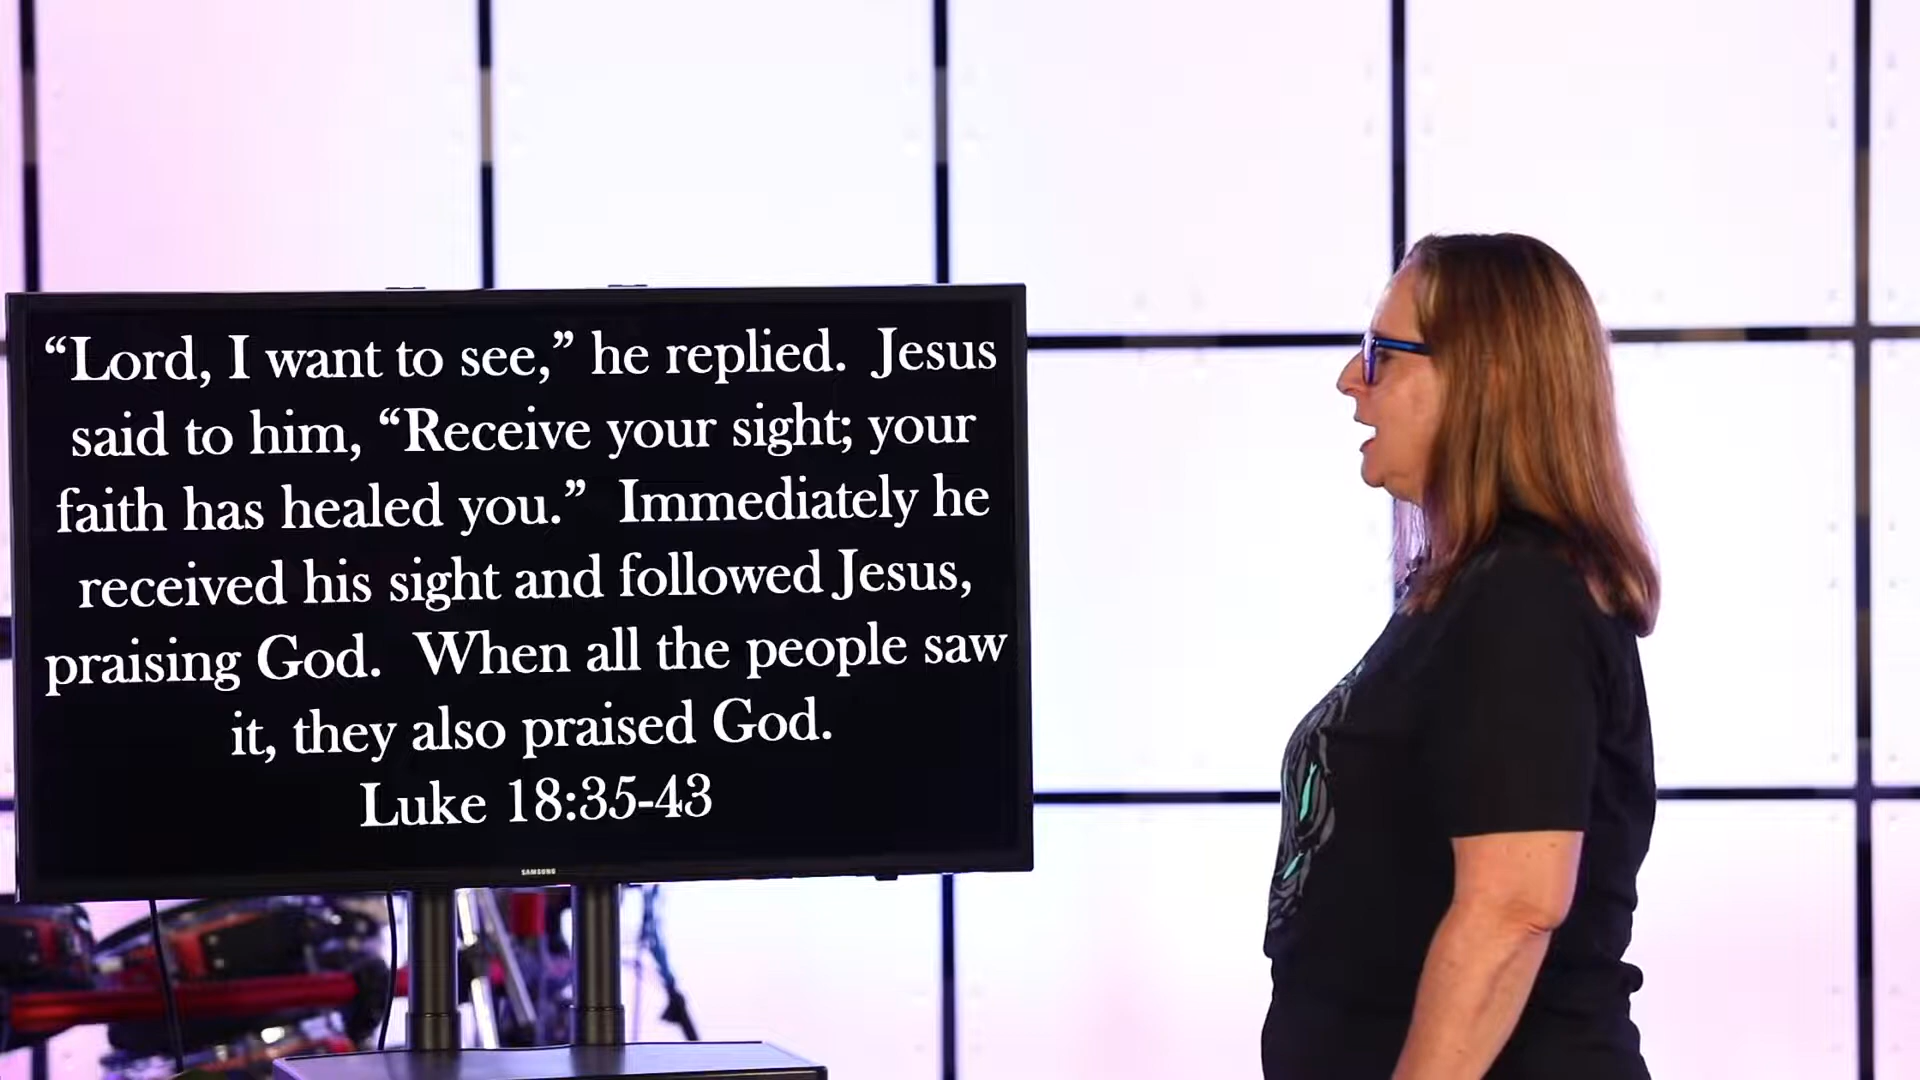 “Lord, I want to see,” he replied.  Jesus
said to him, “Receive your sight; your
faith has healed you.”  Immediately he
received his sight and followed Jesus,
praising God.  When all the people saw
it, they also praised God.
Luke 18:35-43
SAMSUNG